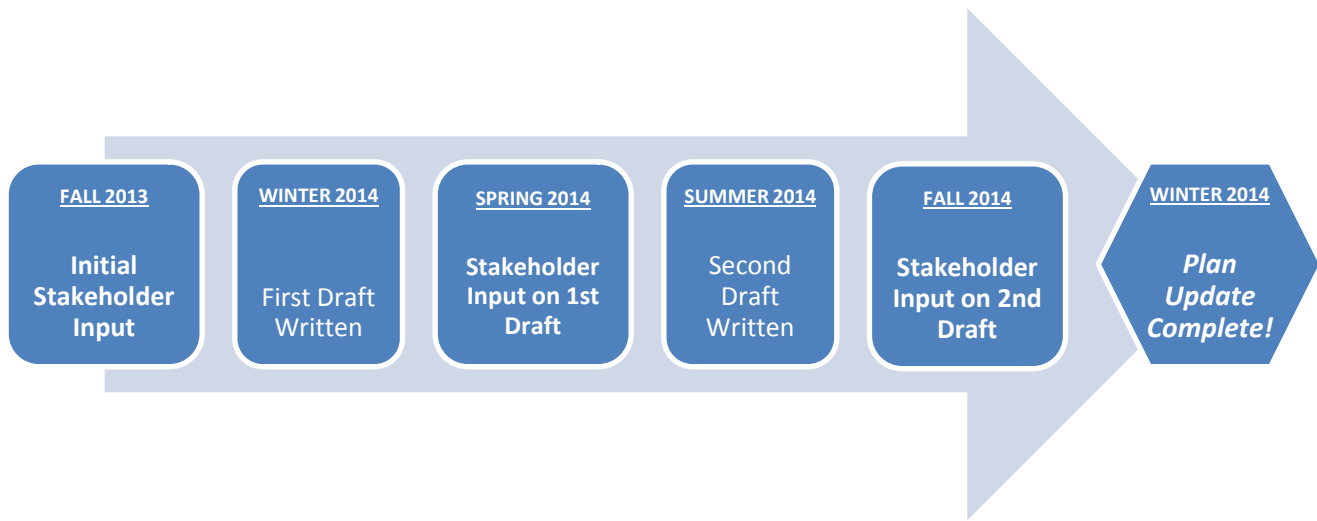 FALL 2013
Initial
Stakeholder
Input
WINTER 2014
First Draft
Written
SPRING 2014
Stakeholder
Input on 1st
Draft
SUMMER 2014
Second
Draft
Written
FALL 2014
Stakeholder
Input on 2nd
Draft
WINTER 2014
Plan
Update
Complete!